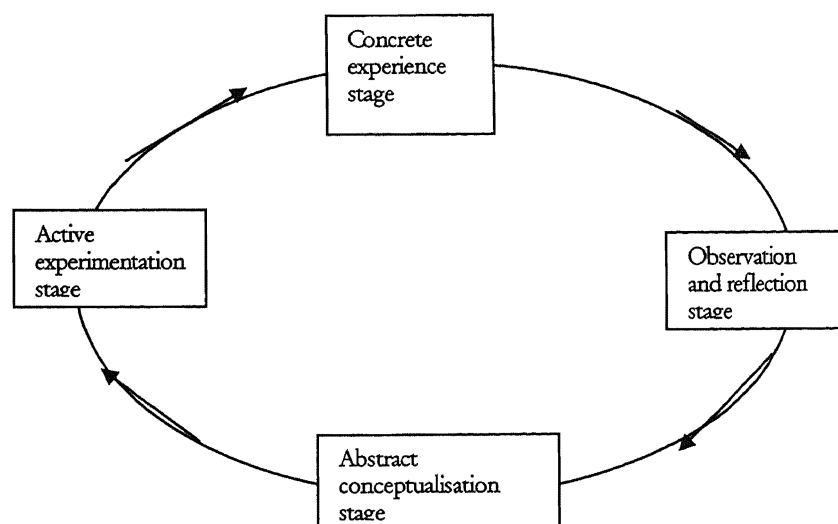 Concrete
experience
stage
Active
experimentation
stage
Observation
and reflection
stage
Abstract
conceptualisation
stage